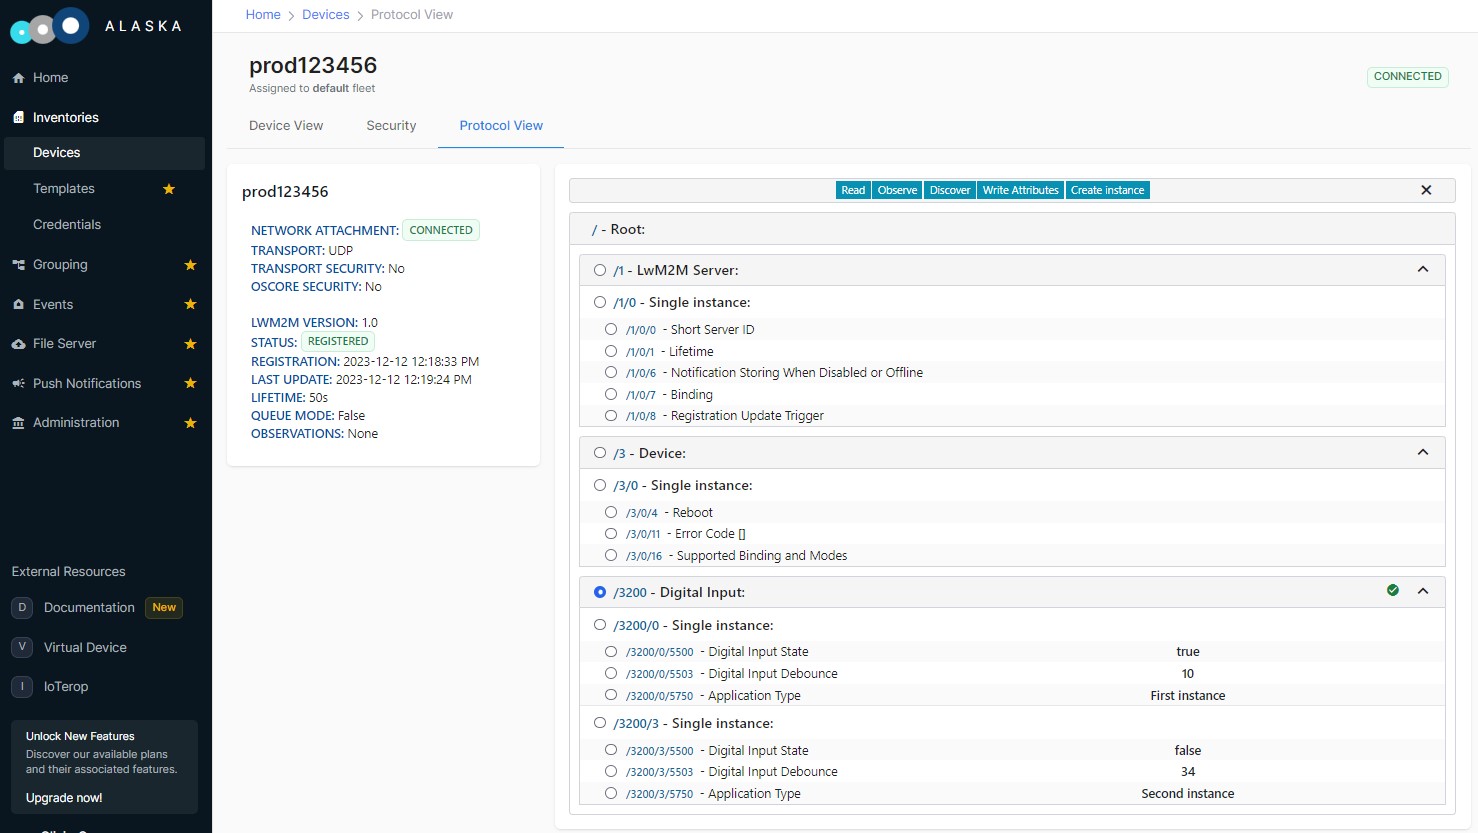 ALASKA
Home
Inventories
Devices
Templates
Credentials
Grouping
Events
File Server
Push Notifications
Administration
External Resources
D Documentation New
V Virtual Device
I IoTerop
Unlock New Features
Discover our available plans
and their associated features.
Upgrade now!
Home > Devices > Protocol View
prod123456
Assigned to default fleet
CONNECTED
Device View Security Protocol View
prod123456
NETWORK ATTACHMENT: CONNECTED
TRANSPORT: UDP
TRANSPORT SECURITY: No
OSCORE SECURITY: No
LWM2M VERSION: 1.0
STATUS: REGISTERED
REGISTRATION: 2023-12-12 12:18:33 PM
LAST UPDATE: 2023-12-12 12:19:24 PM
LIFETIME: 50s
QUEUE MODE: False
OBSERVATIONS: None
Read Observe Discover Write Attributes Create instance
/ - Root:
/1 - LwM2M Server:
/1/0 - Single instance:
/1/0/0 - Short Server ID
/1/0/1 - Lifetime
/1/0/6 - Notification Storing When Disabled or Offline
/1/0/7 - Binding
/1/0/8 - Registration Update Trigger
/3 - Device:
/3/0 - Single instance:
/3/0/4 - Reboot
/3/0/11 - Error Code []
/3/0/16 - Supported Binding and Modes
/3200 - Digital Input:
/3200/0 - Single instance:
/3200/0/5500 - Digital Input State true
/3200/0/5503 - Digital Input Debounce 10
/3200/0/5750 - Application Type First instance
/3200/3 - Single instance:
/3200/3/5500 - Digital Input State false
/3200/3/5503 - Digital Input Debounce 34
/3200/3/5750 - Application Type Second instance